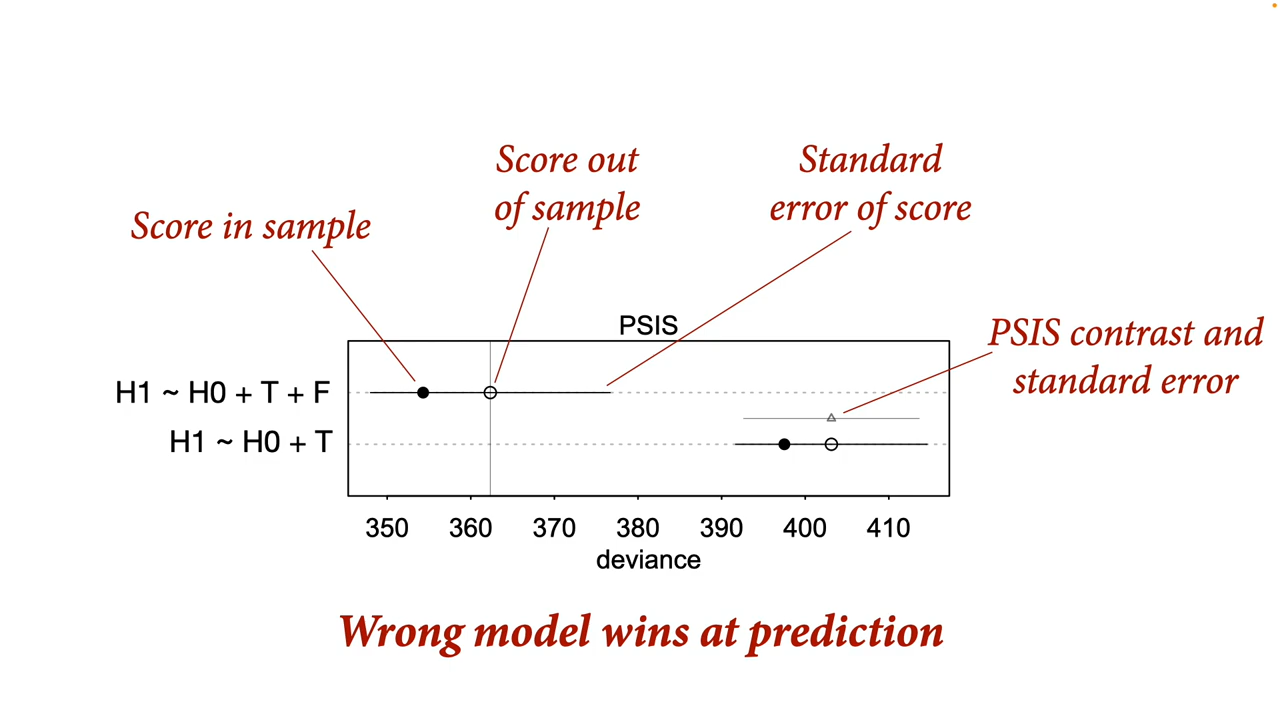 Score out
of sample
Standard
error of score
Score in sample
PSIS
PSIS contrast and
standard error
H1 ~ H0 + T + F
H1 ~ H0 + T
350 360 370 380 390 400 410
deviance
Wrong model wins at prediction